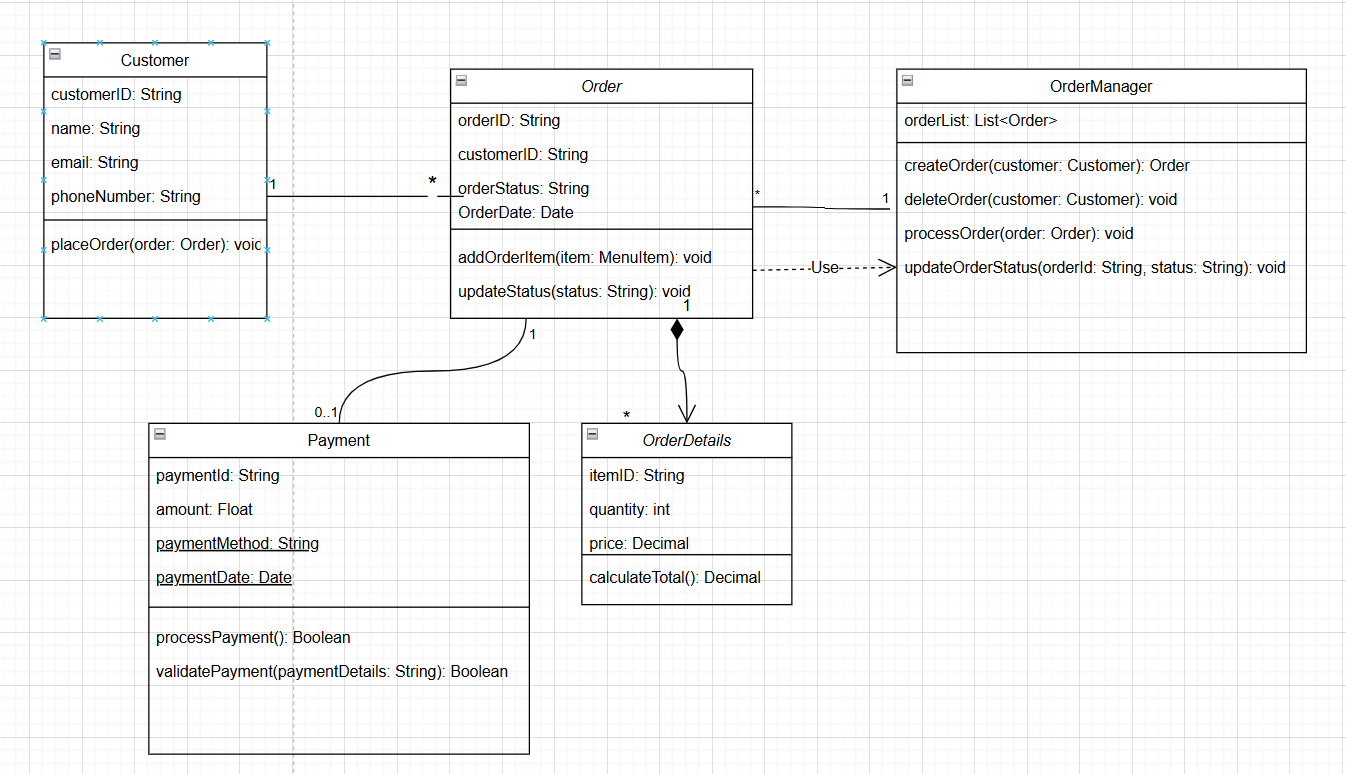 Customer
customerID: String
name: String
email: String
phoneNumber: String
placeOrder(order: Order): void
1
*
Order
orderID: String
customerID: String
orderStatus: String
OrderDate: Date
addOrderItem(item: MenuItem): void
updateStatus(status: String): void
*
1
Use
OrderManager
orderList: List<Order>
createOrder(customer: Customer): Order
deleteOrder(customer: Customer): void
processOrder(order: Order): void
updateOrderStatus(orderId: String, status: String): void
1
0..1
1
*
Payment
paymentId: String
amount: Float
paymentMethod: String
paymentDate: Date
processPayment(): Boolean
validatePayment(paymentDetails: String): Boolean
OrderDetails
itemID: String
quantity: int
price: Decimal
calculateTotal(): Decimal